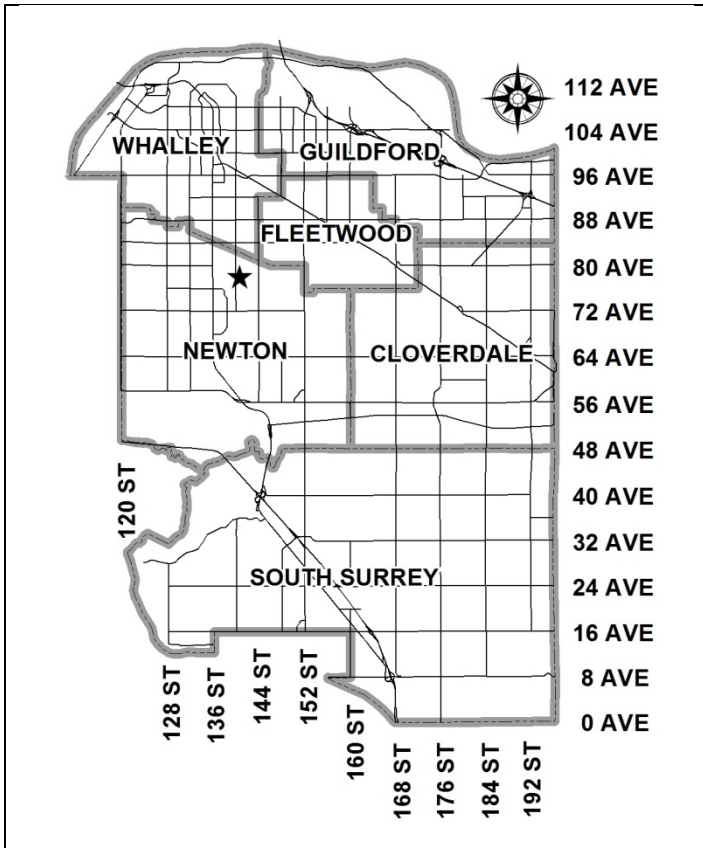 112 AVE
104 AVE
WHALLEY
GUILDFORD
96 AVE
88 AVE
FLEETWOOD
80 AVE
72 AVE
NEWTON
CLOVERDALE
64 AVE
56 AVE
48 AVE
120 ST
40 AVE
32 AVE
SOUTH SURREY
24 AVE
16 AVE
128 ST
136 ST
144 ST
152 ST
160 ST
8 AVE
0 AVE
168 ST
176 ST
184 ST
192 ST